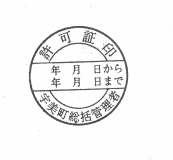 許可証印
年 月 日から
年 月 日まで
宇美町総括管理者